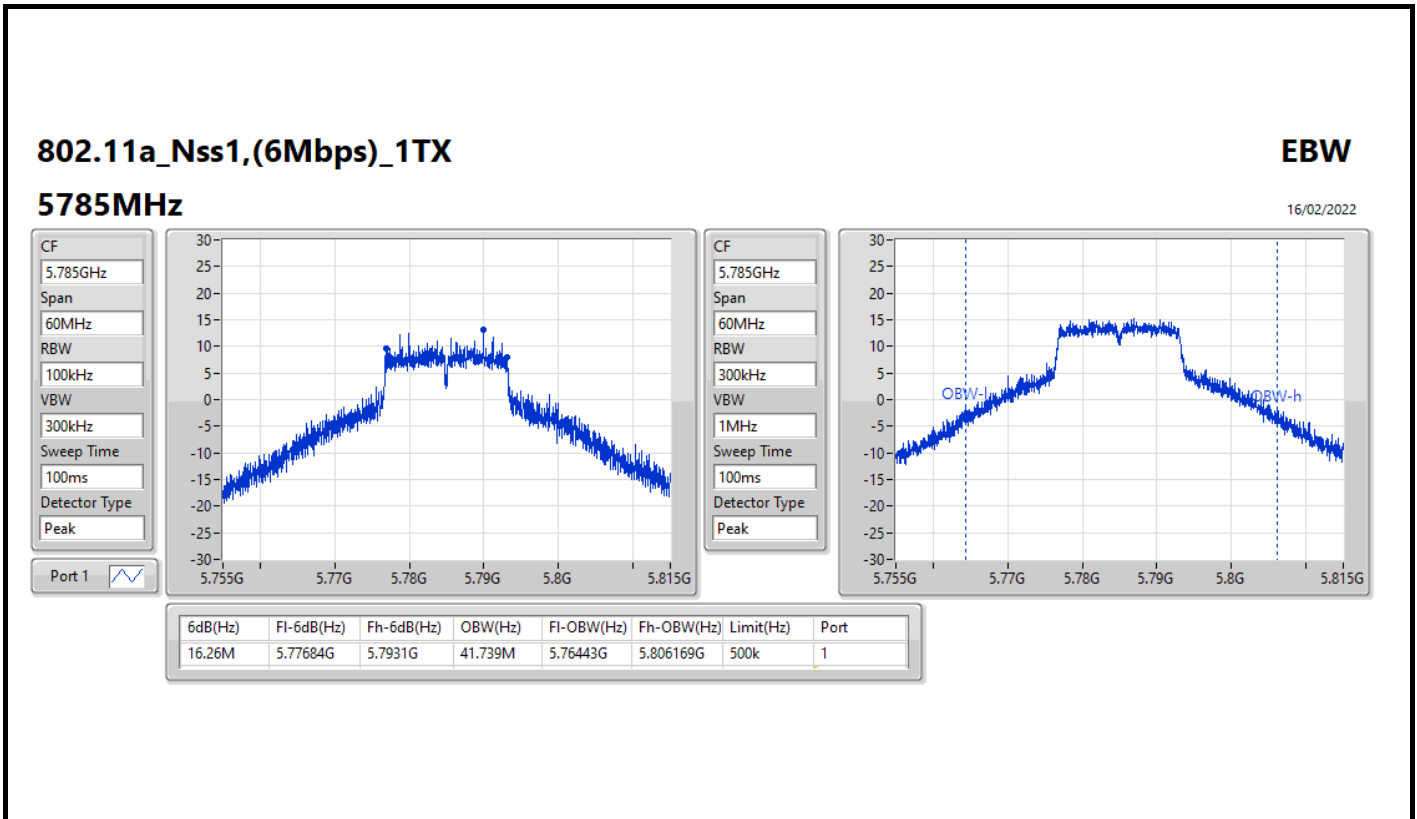 802.11a_Nss1,(6Mbps)_1TX
EBW
5785MHz
16/02/2022
CF
5.785GHz
Span
60MHz
RBW
100kHz
VBW
300kHz
Sweep Time
100ms
Detector Type
Peak
Port 1
30
25
20
15
10
5
0
-5
-10
-15
-20
-25
-30
5.755G 5.77G 5.78G 5.79G 5.8G 5.815G
CF
5.785GHz
Span
60MHz
RBW
300kHz
VBW
1MHz
Sweep Time
100ms
Detector Type
Peak
30
25
20
15
10
5
0
-5
-10
-15
-20
-25
-30
OBW-l
OBW-h
5.755G 5.77G 5.78G 5.79G 5.8G 5.815G
6dB(Hz) Fl-6dB(Hz) Fh-6dB(Hz) OBW(Hz) Fl-OBW(Hz) Fh-OBW(Hz) Limit(Hz) Port
16.26M 5.77684G 5.7931G 41.739M 5.76443G 5.806169G 500k 1